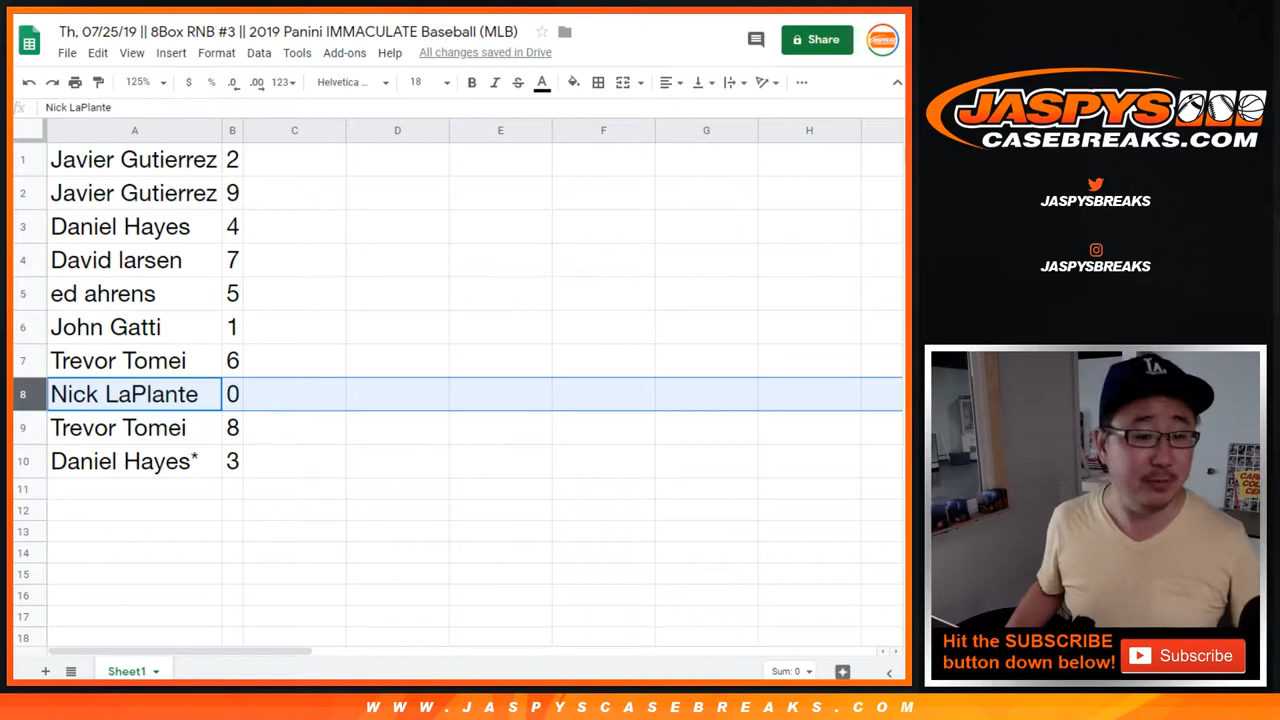 Th, 07/25/19 || 8Box RNB #3 || 2019 Panini IMMACULATE Baseball (MLB)
File Edit View Insert Format Data Tools Add-ons Help All changes saved in Drive
Share
125% $ % .0 .00 123 Helvetica ... 18 B I S A
fx Nick LaPlante
A B C D E F G H
1 Javier Gutierrez 2
2 Javier Gutierrez 9
3 Daniel Hayes 4
4 David larsen 7
5 ed ahrens 5
6 John Gatti 1
7 Trevor Tomei 6
8 Nick LaPlante 0
9 Trevor Tomei 8
10 Daniel Hayes* 3
11
12
13
14
15
16
17
18
Sheet1
Sum: 0
JASPYS
CASEBREAKS.COM
JASPYSBREAKS
JASPYSBREAKS
LA
Hit the SUBSCRIBE
button down below!
Subscribe
WWW.JASPYSCASEBREAKS.COM